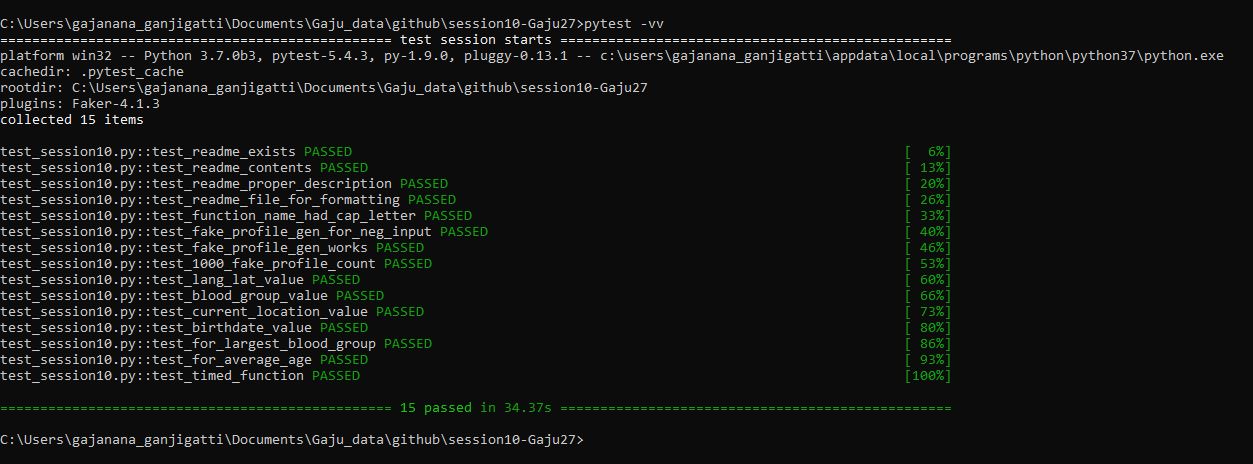 C:\Users\gajanana_ganjigatti\Documents\Gaju_data\github\session10-Gaju27>pytest -vv
================================================= test session starts =================================================
platform win32 -- Python 3.7.0b3, pytest-5.4.3, py-1.9.0, pluggy-0.13.1 -- c:\users\gajanana_ganjigatti\appdata\local\programs\python\python37\python.exe
cachedir: .pytest_cache
rootdir: C:\Users\gajanana_ganjigatti\Documents\Gaju_data\github\session10-Gaju27
plugins: Faker-4.1.3
collected 15 items
test_session10.py::test_readme_exists PASSED [  6%]
test_session10.py::test_readme_contents PASSED [ 13%]
test_session10.py::test_readme_proper_description PASSED [ 20%]
test_session10.py::test_readme_file_for_formatting PASSED [ 26%]
test_session10.py::test_function_name_had_cap_letter PASSED [ 33%]
test_session10.py::test_fake_profile_gen_for_neg_input PASSED [ 40%]
test_session10.py::test_fake_profile_gen_works PASSED [ 46%]
test_session10.py::test_1000_fake_profile_count PASSED [ 53%]
test_session10.py::test_lang_lat_value PASSED [ 60%]
test_session10.py::test_blood_group_value PASSED [ 66%]
test_session10.py::test_current_location_value PASSED [ 73%]
test_session10.py::test_birthdate_value PASSED [ 80%]
test_session10.py::test_for_largest_blood_group PASSED [ 86%]
test_session10.py::test_for_average_age PASSED [ 93%]
test_session10.py::test_timed_function PASSED [100%]
================================================= 15 passed in 34.37s =================================================
C:\Users\gajanana_ganjigatti\Documents\Gaju_data\github\session10-Gaju27>